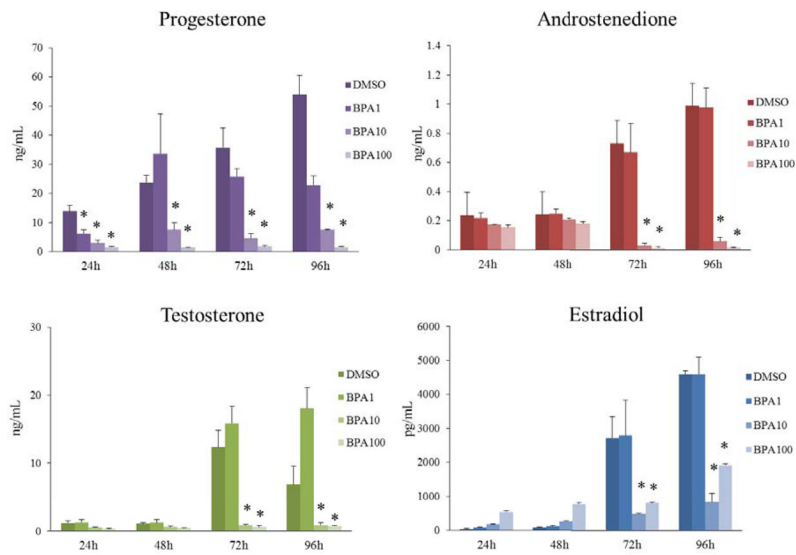 Progesterone
70
60
50
40
30
20
10
0
ng/mL
DMSO
BPA1
BPA10
BPA100
* * *
* *
* *
* *
24h 48h 72h 96h
Androstenedione
1.4
1.2
1
0.8
0.6
0.4
0.2
0
ng/mL
DMSO
BPA1
BPA10
BPA100
* *
* *
24h 48h 72h 96h
Testosterone
30
20
10
0
ng/mL
DMSO
BPA1
BPA10
BPA100
* *
* *
24h 48h 72h 96h
Estradiol
6000
5000
4000
3000
2000
1000
0
pg/mL
DMSO
BPA1
BPA10
BPA100
* *
* *
24h 48h 72h 96h